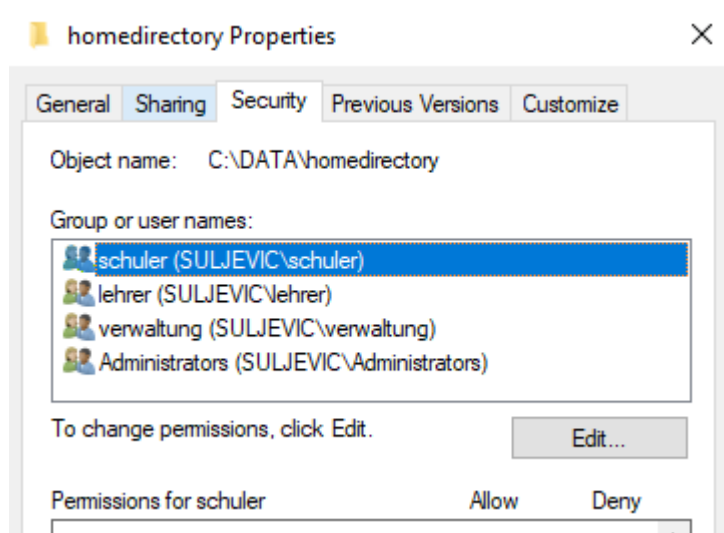 homedirectory Properties
General Sharing Security Previous Versions Customize
Object name: C:\DATA\homedirectory
Group or user names:
schuler (SULJEVIC\schuler)
lehrer (SULJEVIC\lehrer)
verwaltung (SULJEVIC\verwaltung)
Administrators (SULJEVIC\Administrators)
To change permissions, click Edit.
Edit...
Permissions for schuler Allow Deny